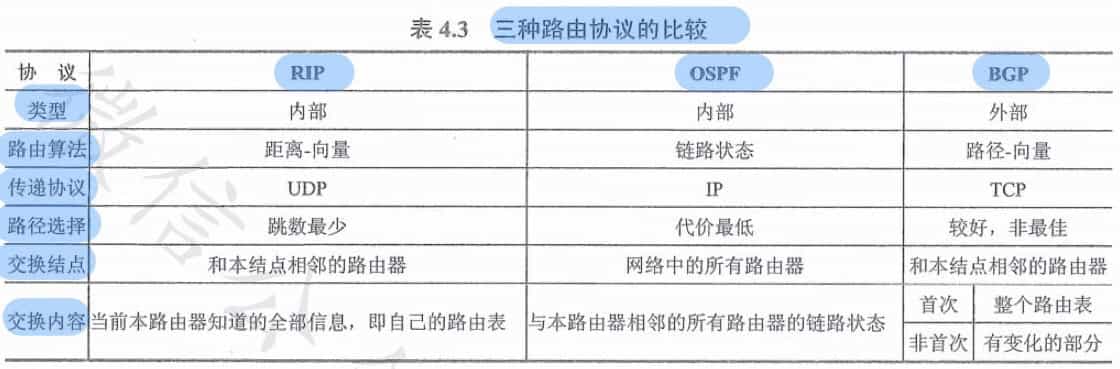 表 4.3 三种路由协议的比较
协 议 RIP OSPF BGP
类型 内部 内部 外部
路由算法 距离-向量 链路状态 路径-向量
传递协议 UDP IP TCP
路径选择 跳数最少 代价最低 较好，非最佳
交换结点 和本结点相邻的路由器 网络中的所有路由器 和本结点相邻的路由器
交换内容 当前本路由器知道的全部信息，即自己的路由表 与本路由器相邻的所有路由器的链路状态 首次 整个路由表
非首次 有变化的部分
微信公